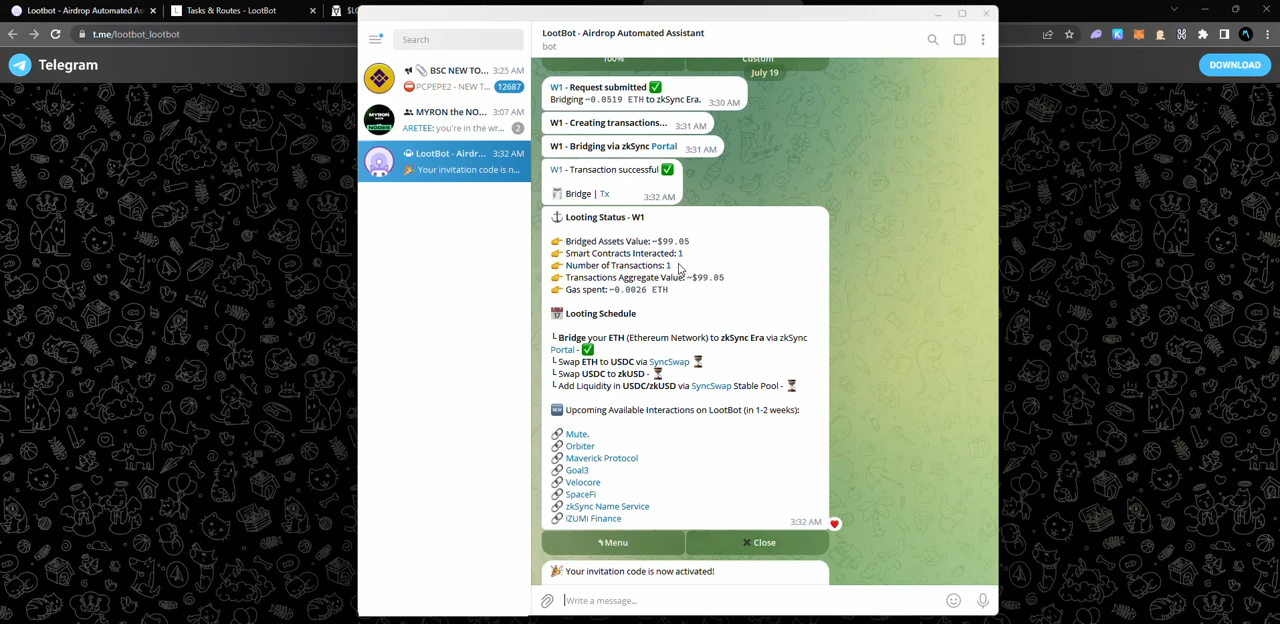 Lootbot - Airdrop Automated As
Tasks & Routes - LootBot
$LO
t.me/lootbot_lootbot
Telegram
DOWNLOAD
Search
BSC NEW TO... 3:25 AM
PCPEPE2 - NEW T... 12687
MYRON the NO... 3:07 AM
ARETEE: you're in the wr... 2
LootBot - Airdr... 3:32 AM
Your invitation code is n...
LootBot - Airdrop Automated Assistant
bot
100%
Custom
July 19
W1 - Request submitted ✅
Bridging ~0.0519 ETH to zkSync Era. 3:30 AM
W1 - Creating transactions... 3:31 AM
W1 - Bridging via zkSync Portal 3:31 AM
W1 - Transaction successful ✅
Bridge | Tx
3:32 AM
⚓ Looting Status - W1
👉 Bridged Assets Value: ~$99.05
👉 Smart Contracts Interacted: 1
👉 Number of Transactions: 1
👉 Transactions Aggregate Value: ~$99.05
👉 Gas spent: ~0.0026 ETH
📅 Looting Schedule
└ Bridge your ETH (Ethereum Network) to zkSync Era via zkSync
Portal - ✅
└ Swap ETH to USDC via SyncSwap ⏳
└ Swap USDC to zkUSD - ⏳
└ Add Liquidity in USDC/zkUSD via SyncSwap Stable Pool - ⏳
🆕 Upcoming Available Interactions on LootBot (in 1-2 weeks):
🔗 Mute.
🔗 Orbiter
🔗 Maverick Protocol
🔗 Goal3
🔗 Velocore
🔗 SpaceFi
🔗 zkSync Name Service
🔗 iZUMi Finance
3:32 AM
Menu
Close
🎉 Your invitation code is now activated!
Write a message...